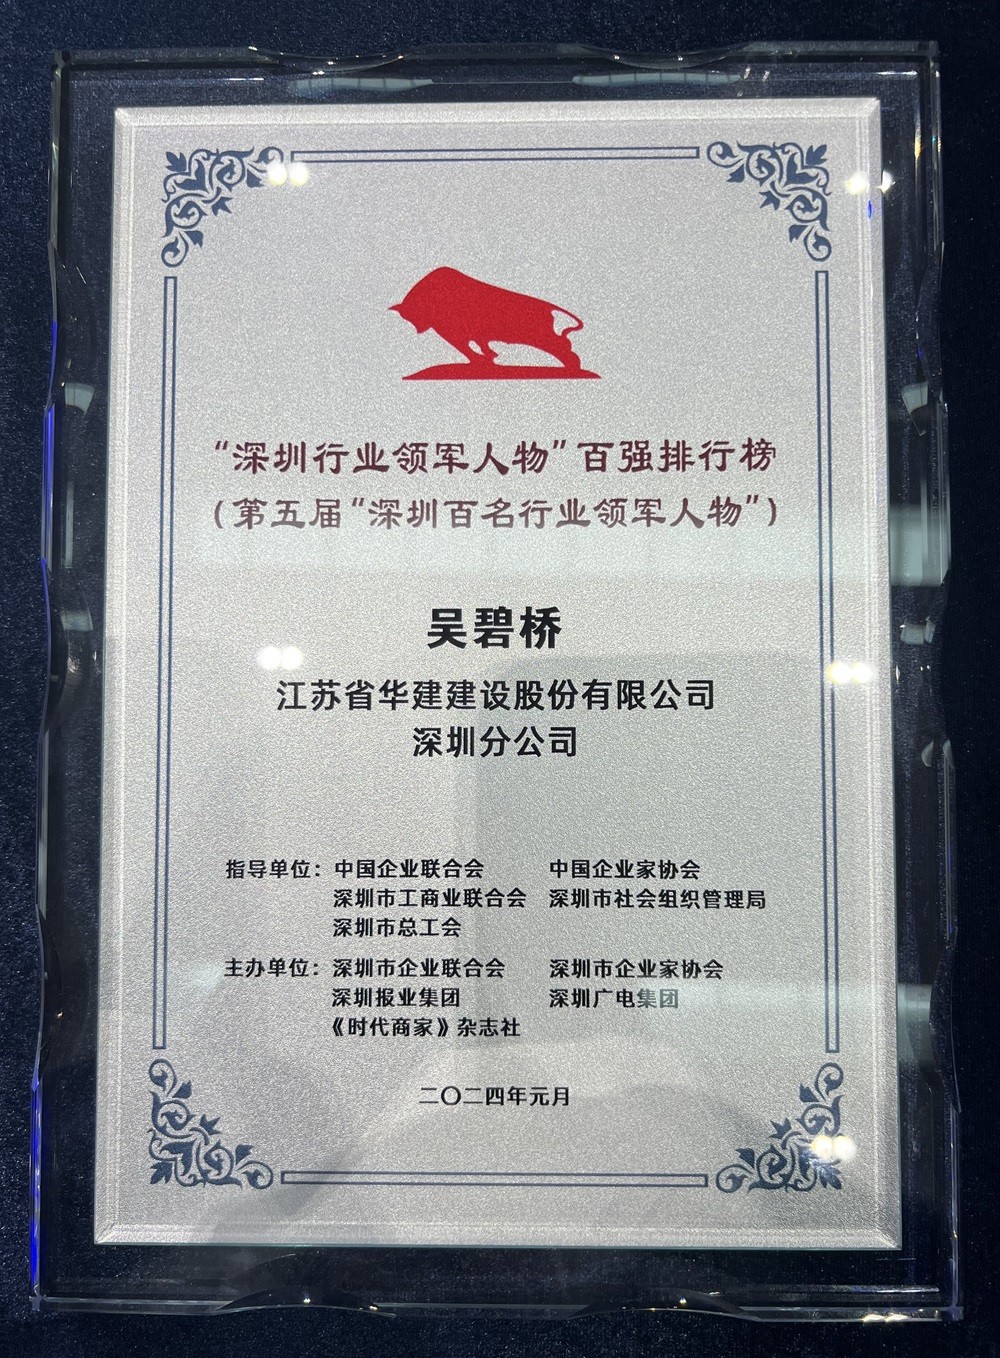 “深圳行业领军人物”百强排行榜
（第五届“深圳百名行业领军人物”）
吴碧桥
江苏省华建建设股份有限公司
深圳分公司
指导单位：中国企业联合会 中国企业家协会
深圳市工商业联合会 深圳市社会组织管理局
深圳市总工会
主办单位：深圳市企业联合会 深圳市企业家协会
深圳报业集团 深圳广电集团
《时代商家》杂志社
二〇二四年元月